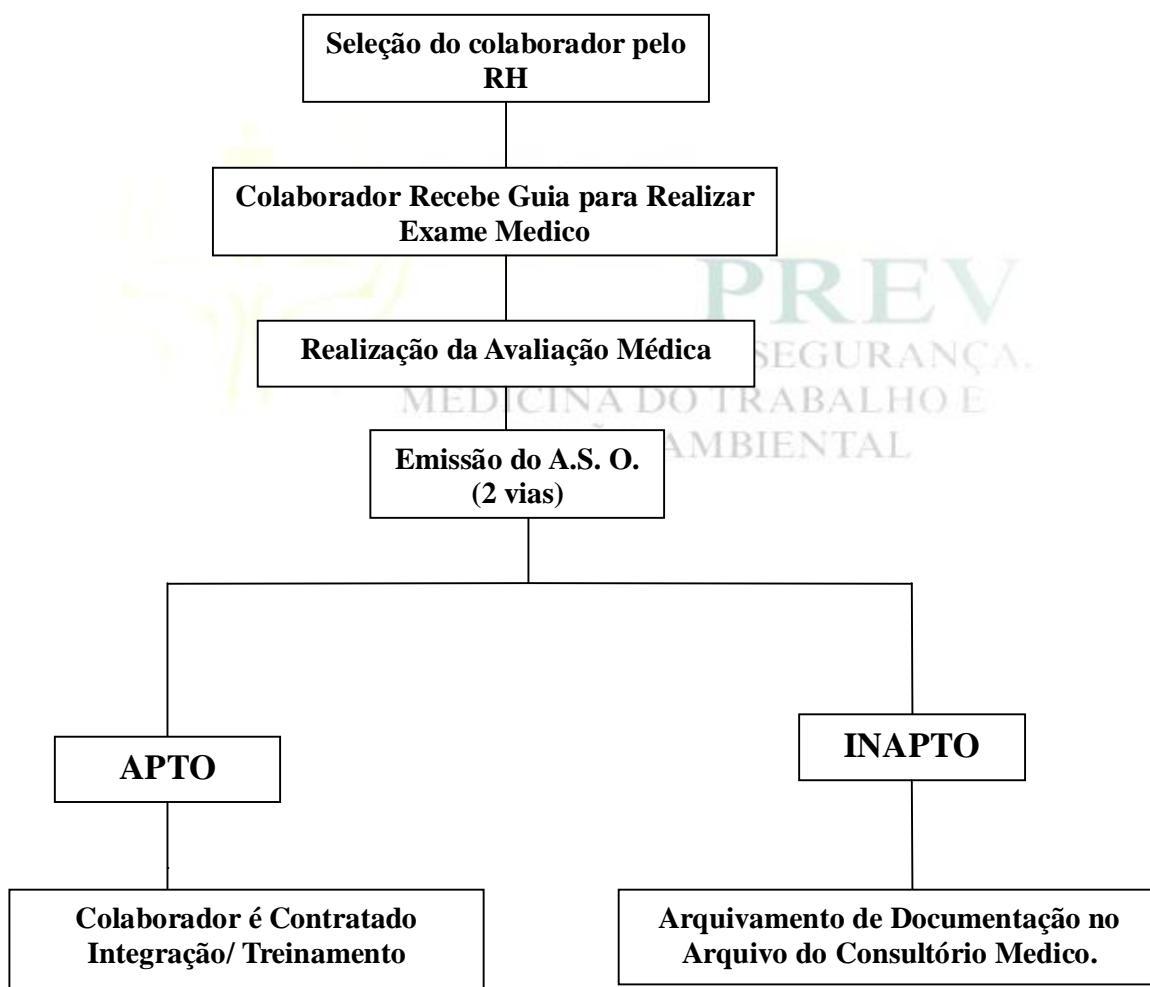 Seleção do colaborador pelo
RH
Colaborador Recebe Guia para Realizar
Exame Medico
PREV
Realização da Avaliação Médica
SEGURANÇA,
MEDICINA DO TRABALHO E
AMBIENTAL
Emissão do A.S. O.
(2 vias)
APTO
INAPTO
Colaborador é Contratado
Integração/ Treinamento
Arquivamento de Documentação no
Arquivo do Consultório Medico.